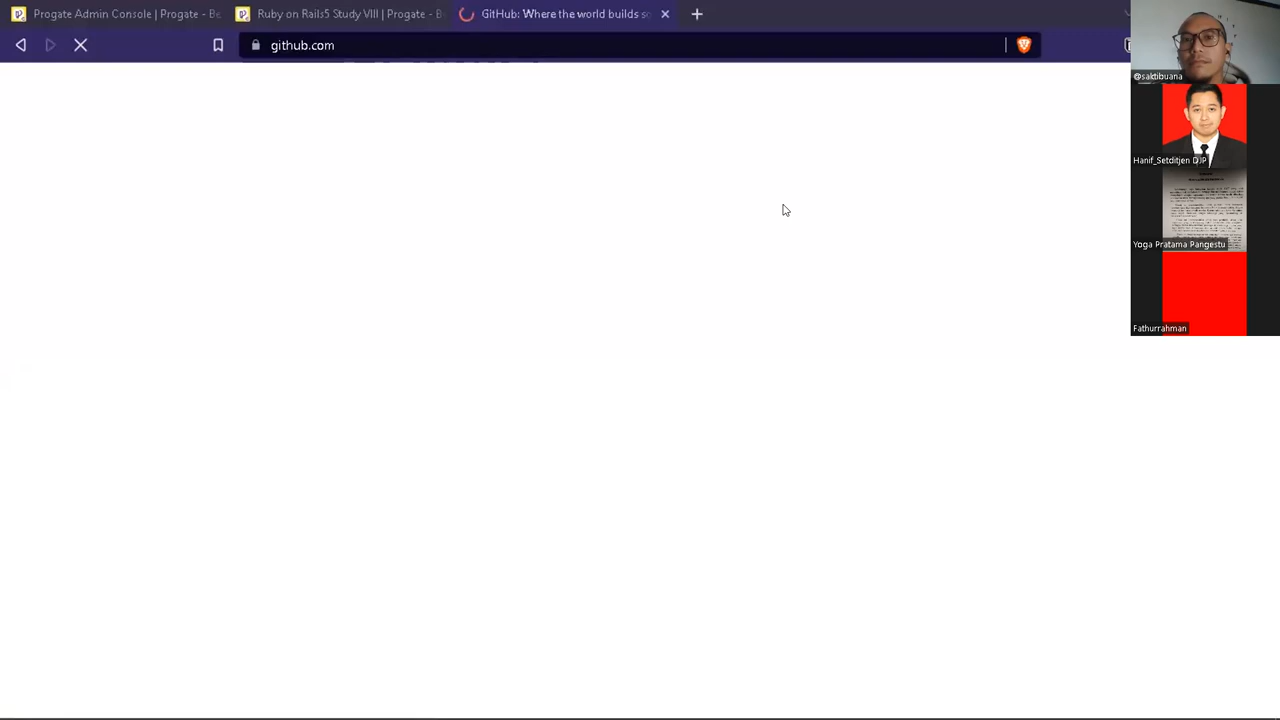 Progate Admin Console | Progate - Be
Ruby on Rails5 Study VIII | Progate - B
GitHub: Where the world builds so
github.com
@saktibuana
Hanif_Setditjen DJP
Yoga Pratama Pangestu
Fathurrahman